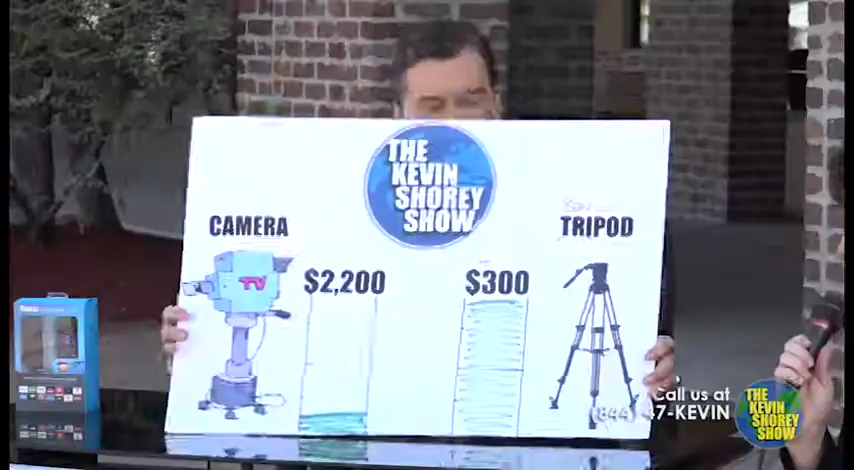 THE
KEVIN
SHOREY
SHOW
CAMERA
TRIPOD
$2,200
$300
TV
Call us at
47-KEVIN
THE
KEVIN
SHOREY
SHOW